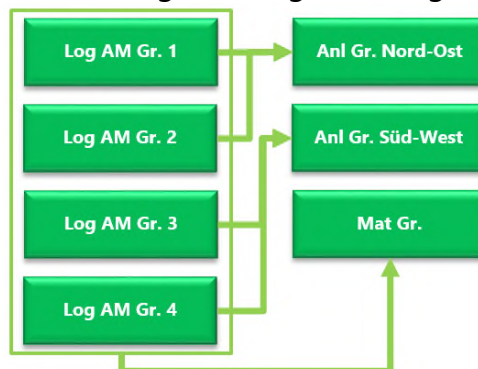 Log AM Gr. 1
Anl Gr. Nord-Ost
Log AM Gr. 2
Anl Gr. Süd-West
Log AM Gr. 3
Mat Gr.
Log AM Gr. 4